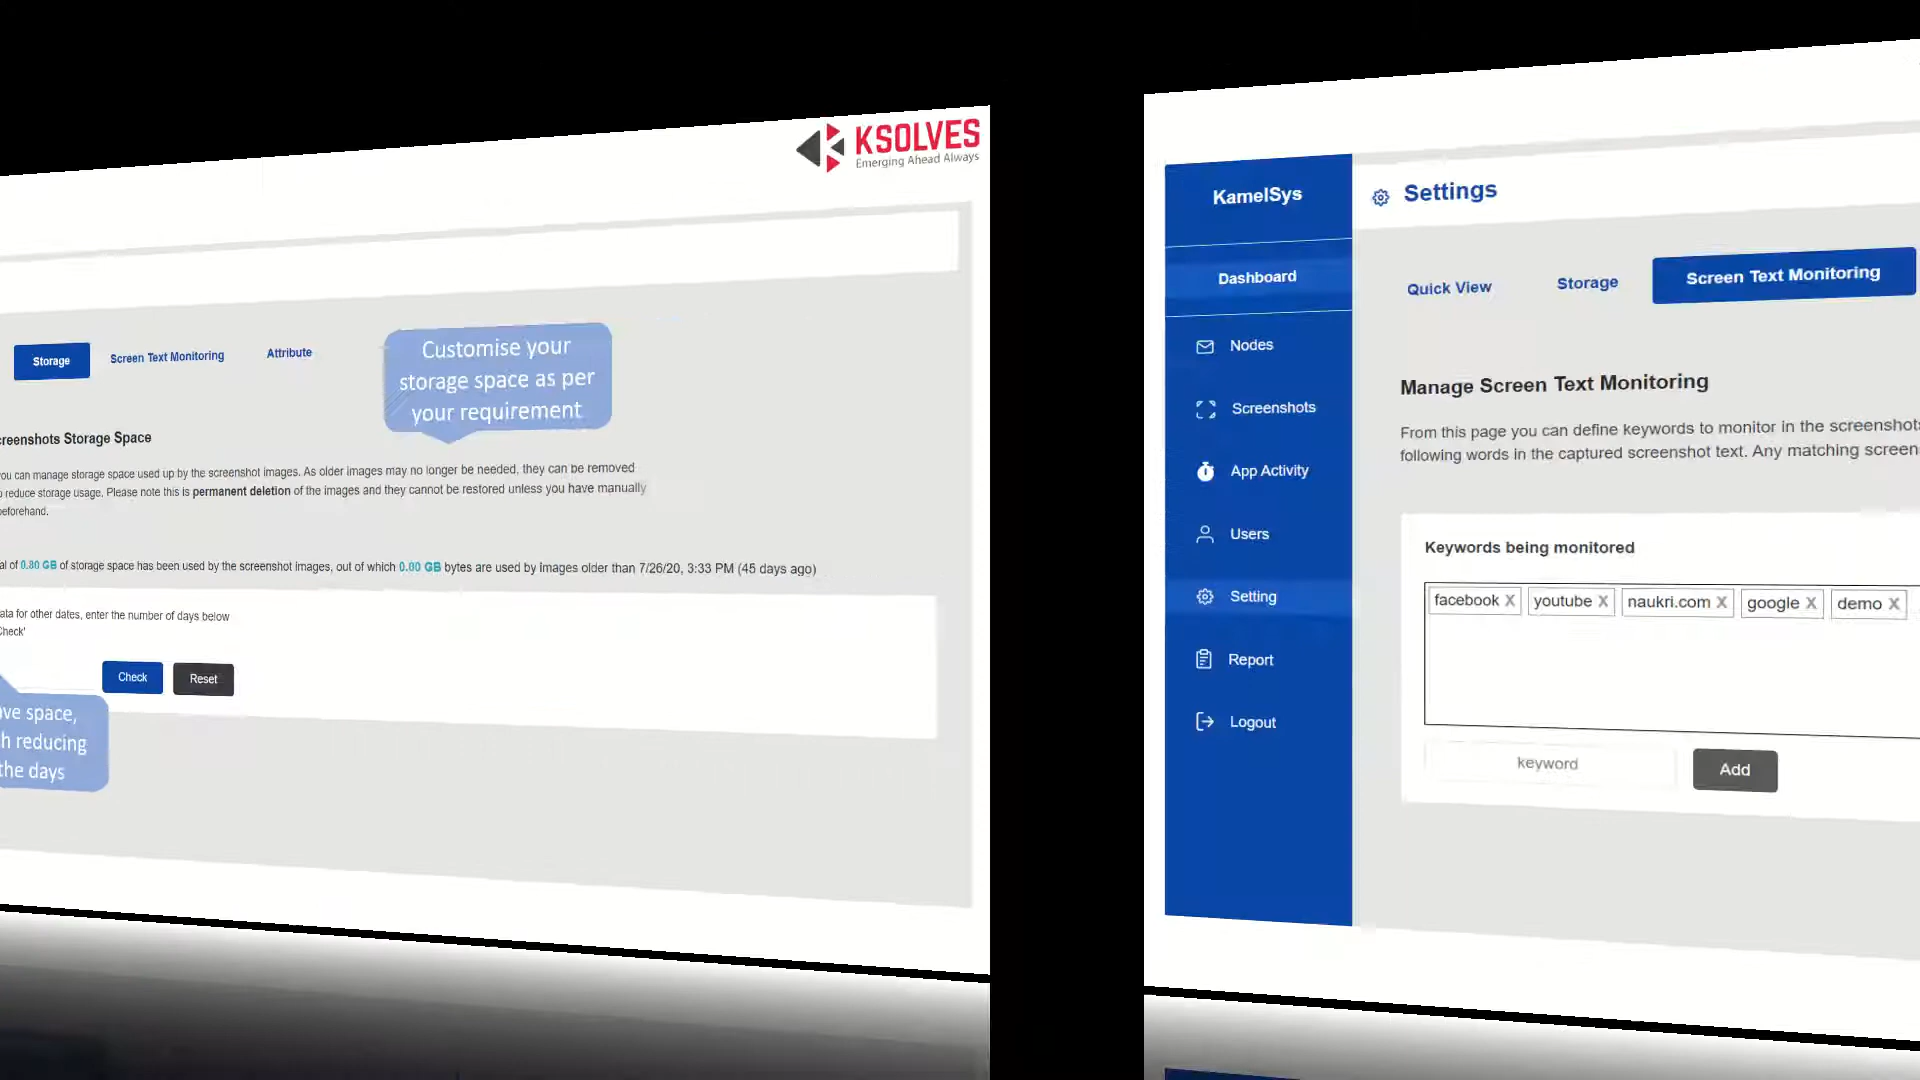 KSOLVES
Emerging Ahead Always
Storage
Screen Text Monitoring
Attribute
Customise your
storage space as per
your requirement
Storage Space
you can manage storage space used up by the screenshot images. As older images may no longer be needed, they can be removed
reduce storage usage. Please note this is permanent deletion of the images and they cannot be restored unless you have manually
beforehand.
of 0.80 GB of storage space has been used by the screenshot images, out of which 0.00 GB bytes are used by images older than 7/26/20, 3:33 PM (45 days ago)
for other dates, enter the number of days below
Check'
Check
Reset
space,
reducing
the days
KamelSys
Dashboard
Nodes
Screenshots
App Activity
Users
Setting
Report
Logout
Settings
Quick View
Storage
Screen Text Monitoring
Manage Screen Text Monitoring
From this page you can define keywords to monitor in the screenshots
following words in the captured screenshot text. Any matching screen
Keywords being monitored
facebook X
youtube X
naukri.com X
google X
demo X
keyword
Add